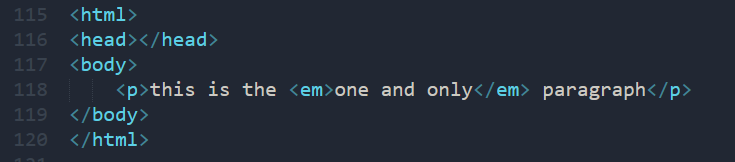 115 <html>
116 <head></head>
117 <body>
118 <p>this is the <em>one and only</em> paragraph</p>
119 </body>
120 </html>